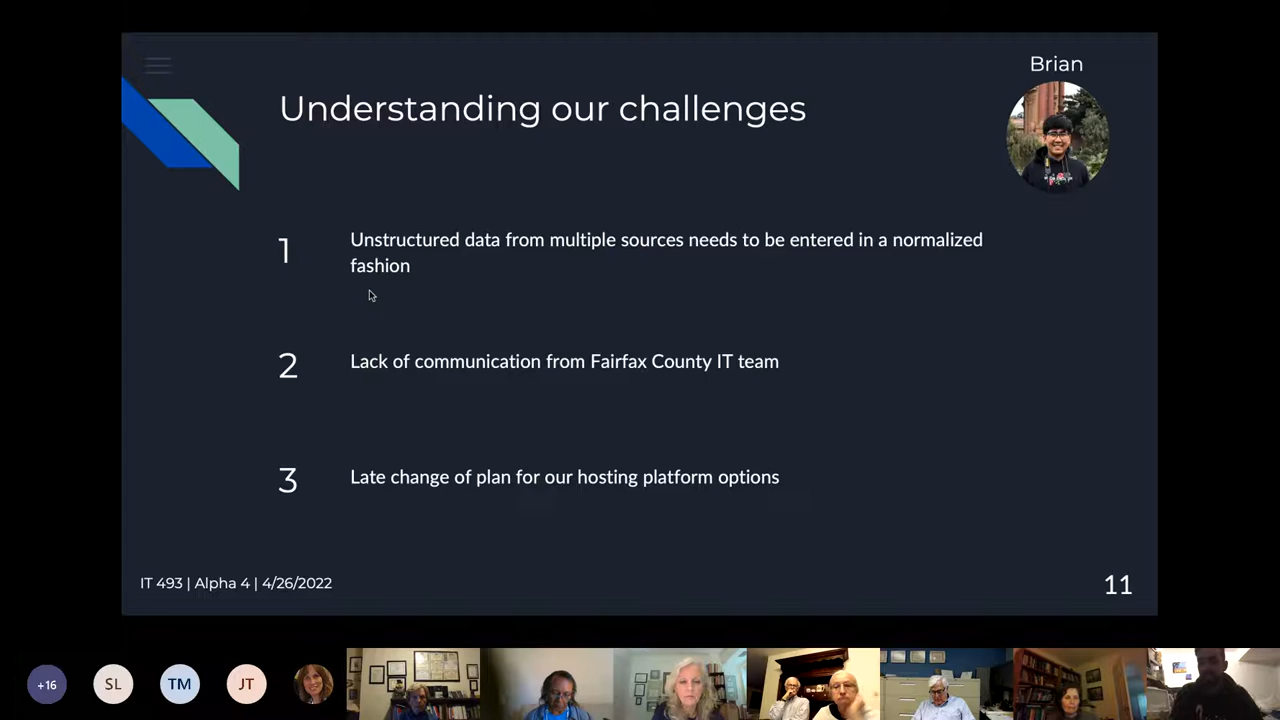 Brian
Understanding our challenges
1
Unstructured data from multiple sources needs to be entered in a normalized
fashion
2
Lack of communication from Fairfax County IT team
3
Late change of plan for our hosting platform options
IT 493 | Alpha 4 | 4/26/2022
11
+16
SL
TM
JT